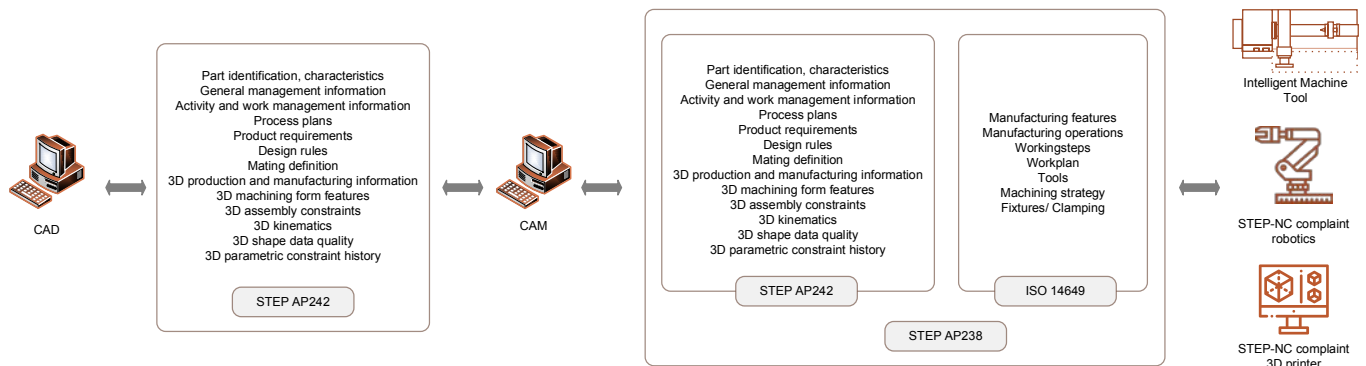 CAD
Part identification, characteristics
General management information
Activity and work management information
Process plans
Product requirements
Design rules
Mating definition
3D production and manufacturing information
3D machining form features
3D assembly constraints
3D kinematics
3D shape data quality
3D parametric constraint history
STEP AP242
CAM
Part identification, characteristics
General management information
Activity and work management information
Process plans
Product requirements
Design rules
Mating definition
3D production and manufacturing information
3D machining form features
3D assembly constraints
3D kinematics
3D shape data quality
3D parametric constraint history
STEP AP242
Manufacturing features
Manufacturing operations
Workingsteps
Workplan
Tools
Machining strategy
Fixtures/ Clamping
ISO 14649
STEP AP238
Intelligent Machine
Tool
STEP-NC complaint
robotics
STEP-NC complaint
3D printer